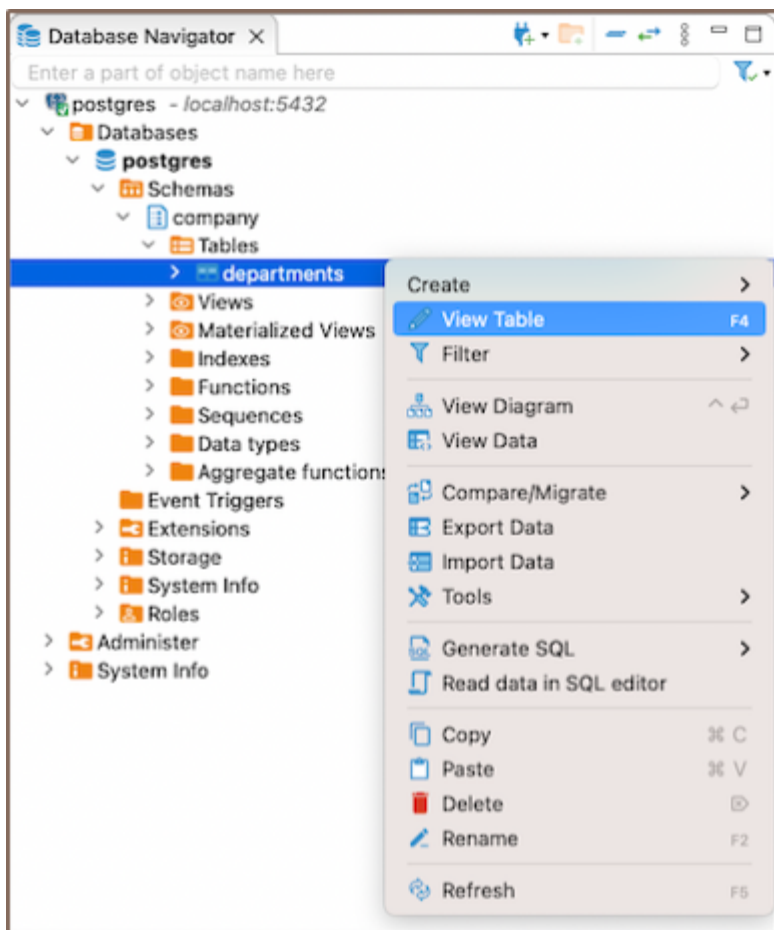 Database Navigator
Enter a part of object name here
postgres - localhost:5432
Databases
postgres
Schemas
company
Tables
departments
Views
Materialized Views
Indexes
Functions
Sequences
Data types
Aggregate functions
Event Triggers
Extensions
Storage
System Info
Roles
Administer
System Info
Create
View Table F4
Filter
View Diagram ^ ↩
View Data
Compare/Migrate
Export Data
Import Data
Tools
Generate SQL
Read data in SQL editor
Copy ⌘ C
Paste ⌘ V
Delete ⌦
Rename F2
Refresh F5